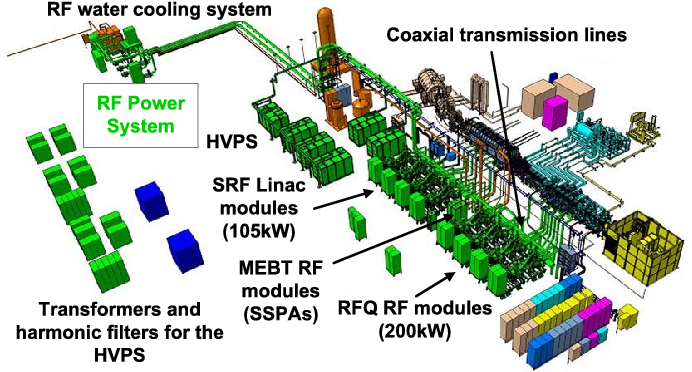 RF water cooling system
Coaxial transmission lines
RF Power
System
HVPS
SRF Linac
modules
(105kW)
MEBT RF
modules
(SSPAs)
RFQ RF modules
(200kW)
Transformers and
harmonic filters for the
HVPS